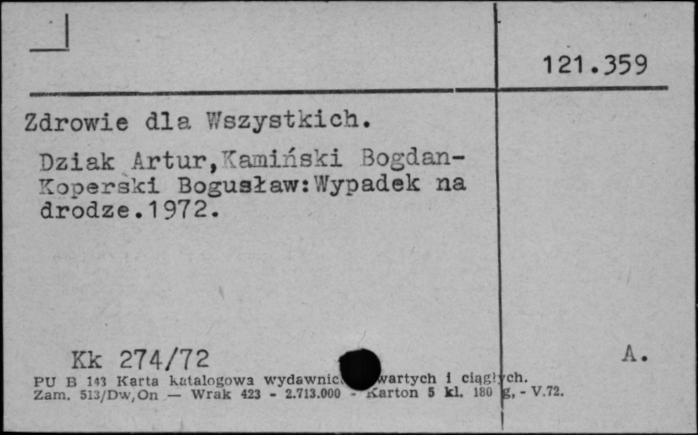 121.359
Zdrowie dla Wszystkich.
Dziak Artur,Kamiński Bogdan-
Koperski Bogusław:Wypadek na
drodze.1972.
Kk 274/72
A.
PU B 143 Karta katalogowa wydawnic wartych i ciągłych.
Zam. 513/Dw,On — Wrak 423 - 2.713.000 - Karton 5 kl. 180 g, - V.72.